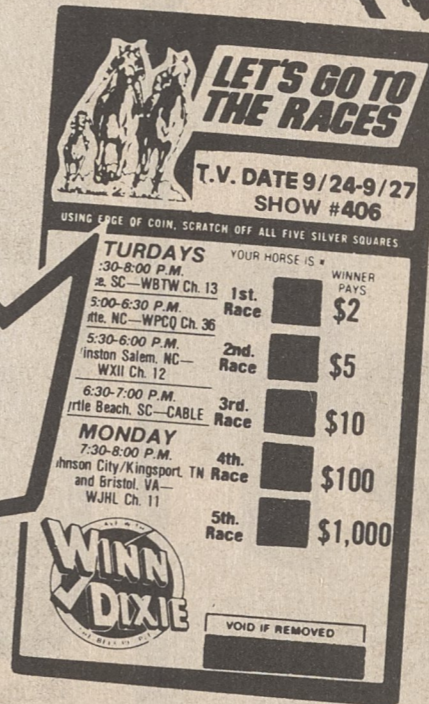 LET'S GO TO
THE RACES
T.V. DATE 9/24-9/27
SHOW #406
USING EDGE OF COIN, SCRATCH OFF ALL FIVE SILVER SQUARES
TURDAYS
:30-8:00 P.M.
ce, SC—WBTW Ch. 13
5:00-6:30 P.M.
tte, NC—WPCQ Ch. 36
5:30-6:00 P.M.
inston Salem, NC—
WXII Ch. 12
6:30-7:00 P.M.
rtle Beach, SC—CABLE
MONDAY
7:30-8:00 P.M.
hnson City/Kingsport, TN
and Bristol, VA—
WJHL Ch. 11
YOUR HORSE IS *
WINNER
PAYS
1st.
Race $2
2nd.
Race $5
3rd.
Race $10
4th.
Race $100
5th.
Race $1,000
WINN
DIXIE
VOID IF REMOVED